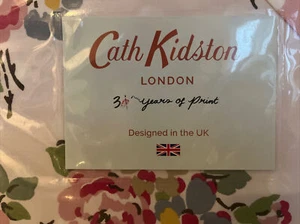 Cath Kidston
LONDON
30 years of print
Designed in the UK